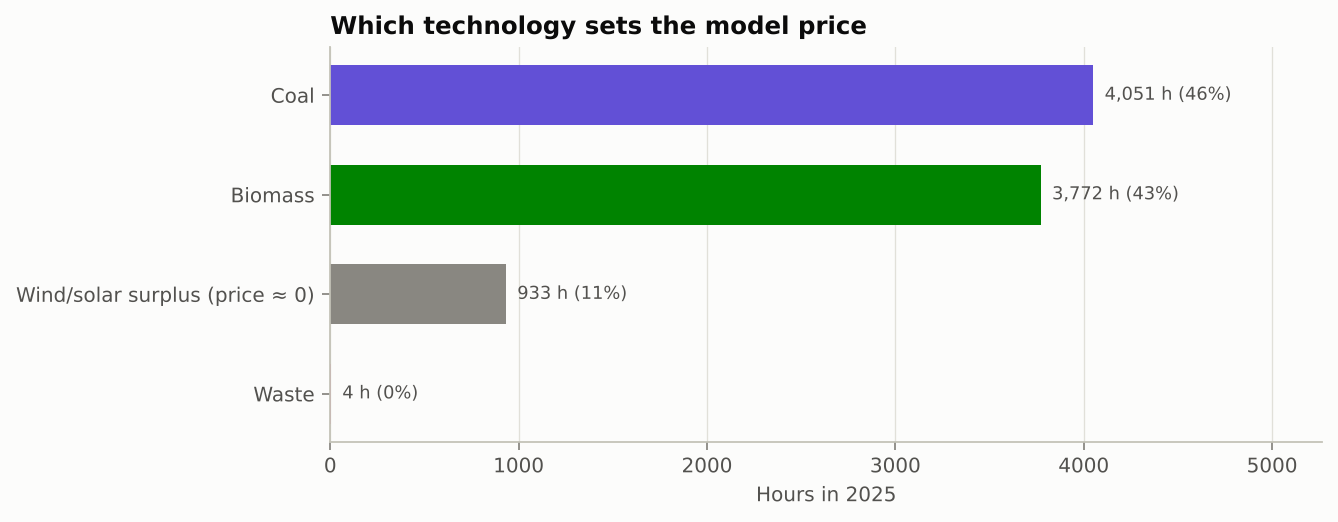 Which technology sets the model price
Coal
4,051 h (46%)
Biomass
3,772 h (43%)
Wind/solar surplus (price ≈ 0)
933 h (11%)
Waste
4 h (0%)
0 1000 2000 3000 4000 5000
Hours in 2025